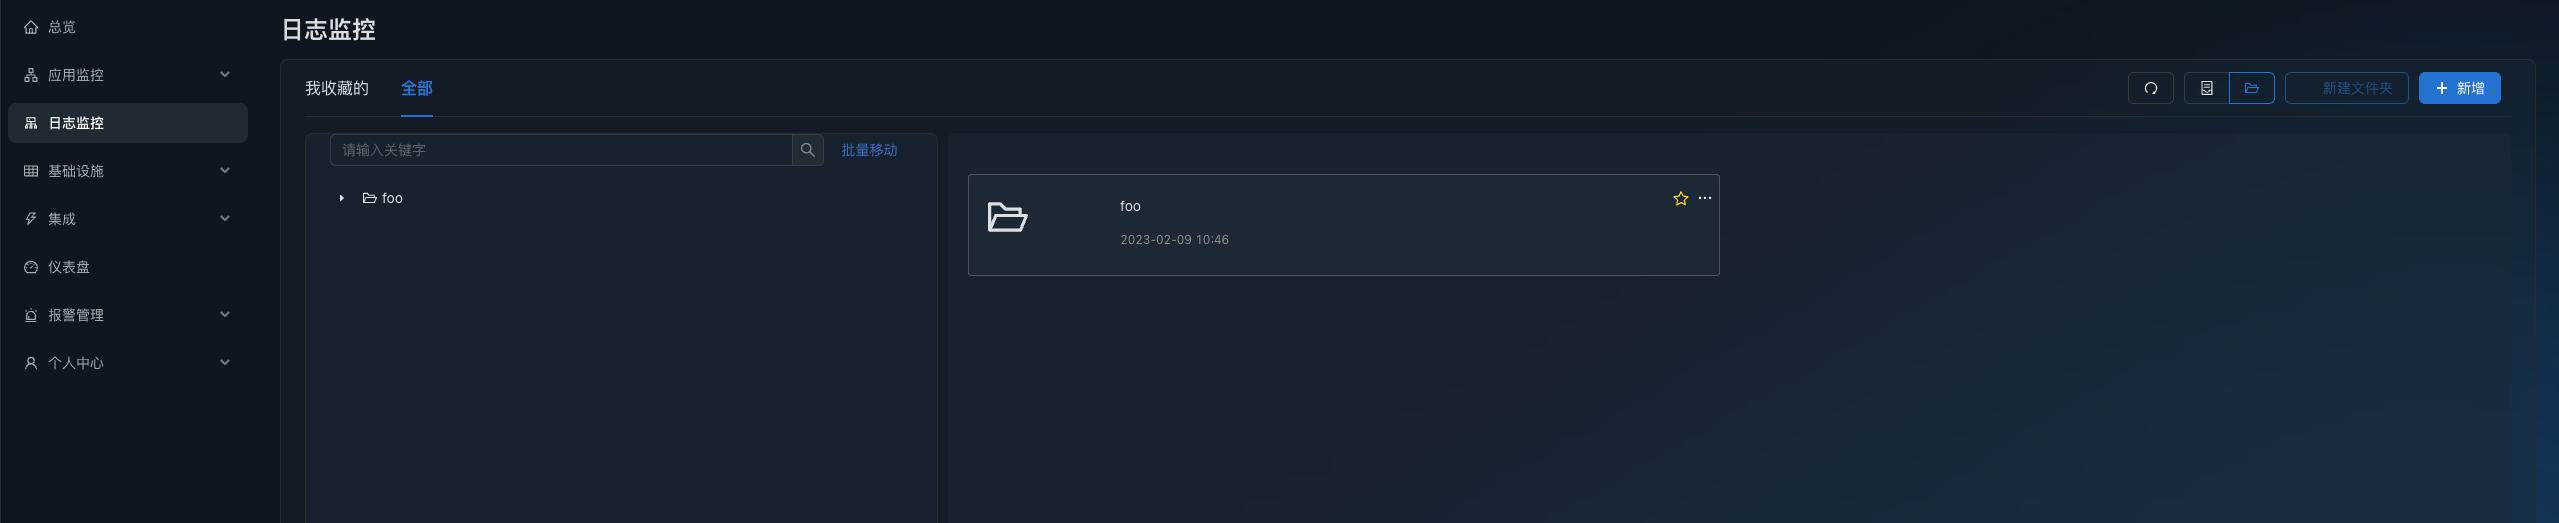 总览
应用监控
日志监控
基础设施
集成
仪表盘
报警管理
个人中心
日志监控
我收藏的
全部
新建文件夹
新增
请输入关键字
批量移动
foo
foo
2023-02-09 10:46